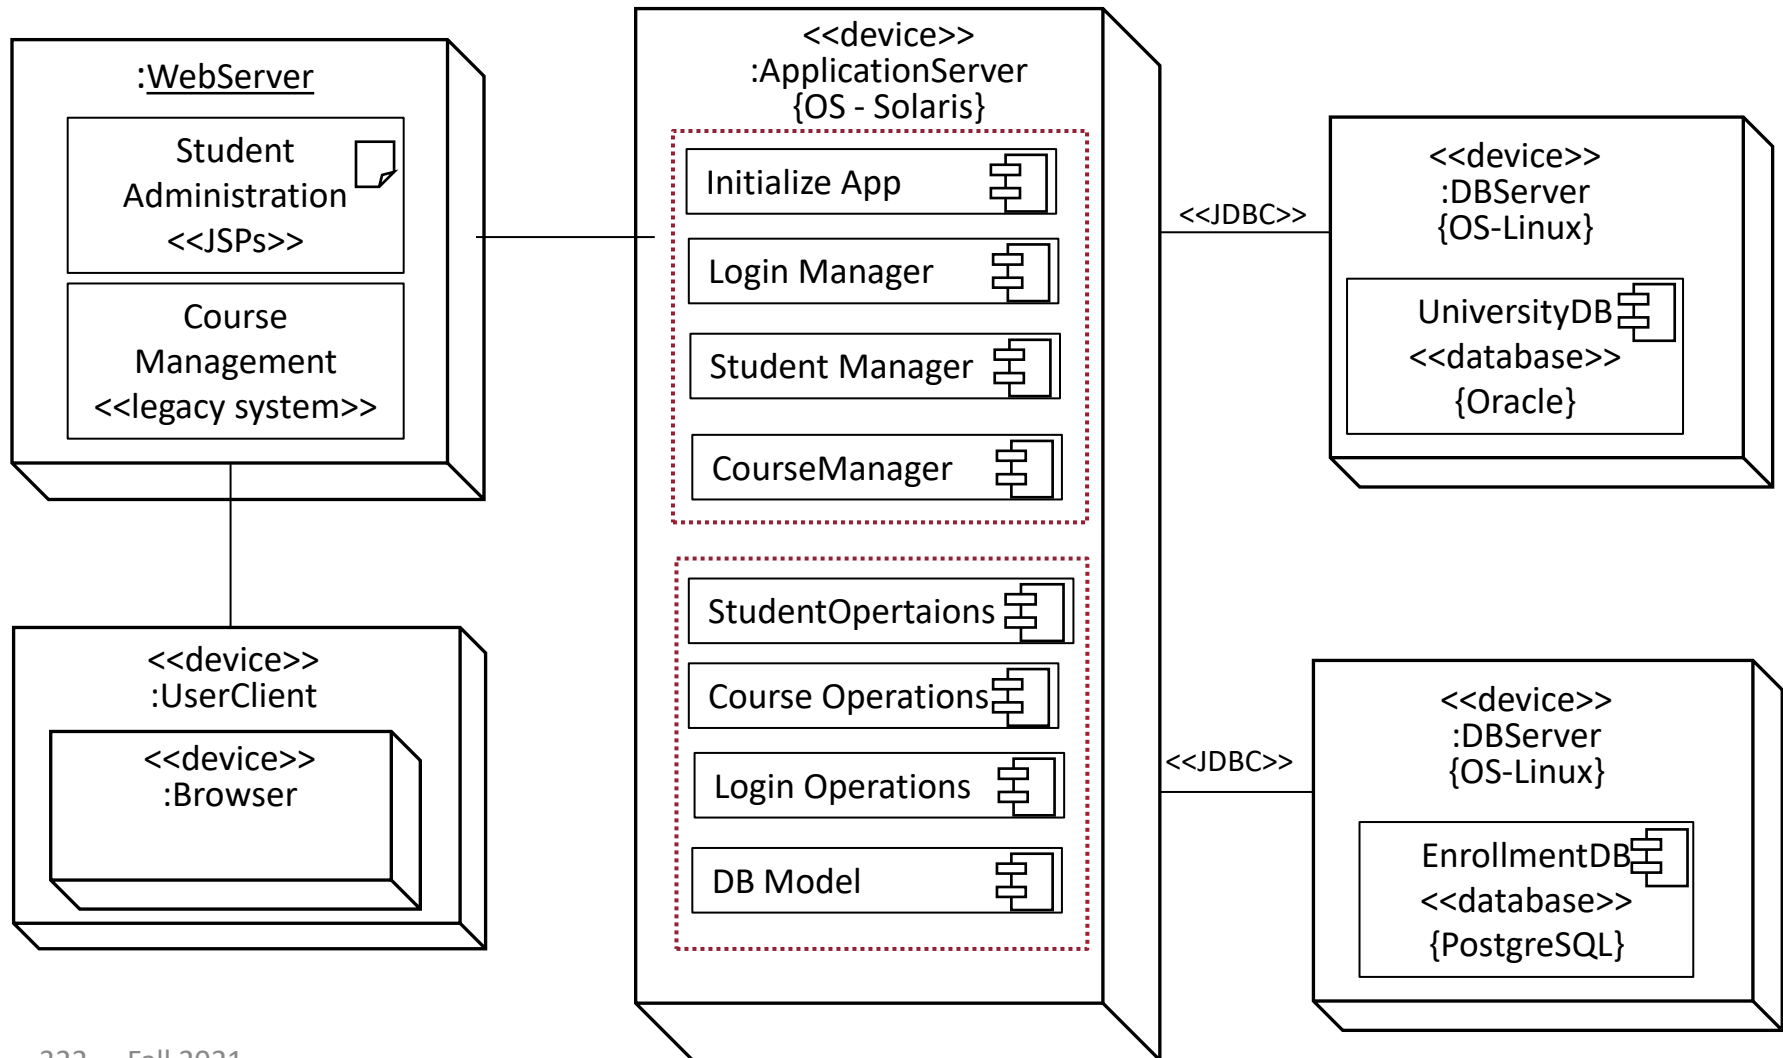 :WebServer
Student
Administration
<<JSPs>>
Course
Management
<<legacy system>>
<<device>>
:UserClient
<<device>>
:Browser
<<device>>
:ApplicationServer
{OS - Solaris}
Initialize App
Login Manager
Student Manager
CourseManager
StudentOpertaions
Course Operations
Login Operations
DB Model
<<JDBC>>
<<device>>
:DBServer
{OS-Linux}
UniversityDB
<<database>>
{Oracle}
<<JDBC>>
<<device>>
:DBServer
{OS-Linux}
EnrollmentDB
<<database>>
{PostgreSQL}
Fall 2021